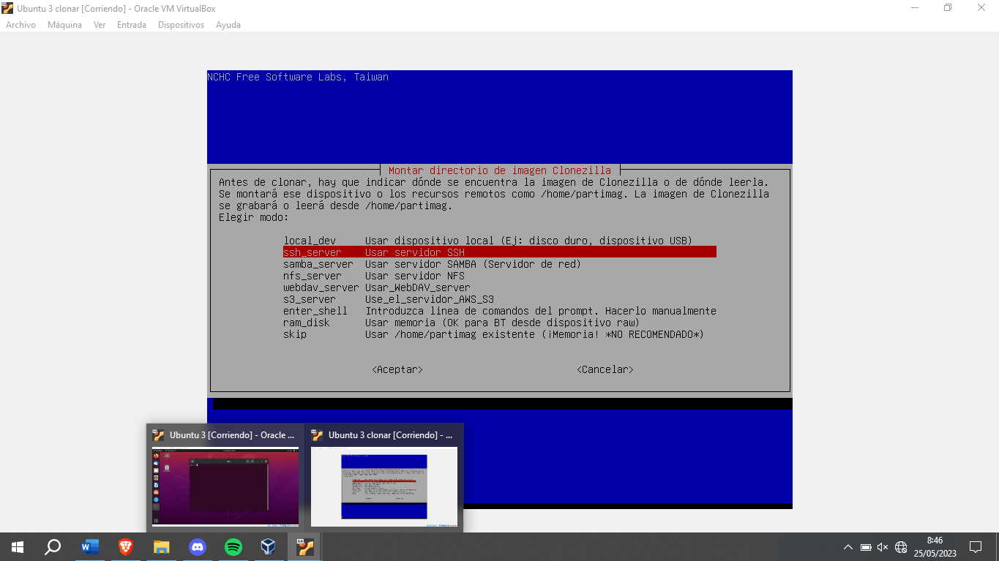 Ubuntu 3 clonar [Corriendo] - Oracle VM VirtualBox
Archivo Máquina Ver Entrada Dispositivos Ayuda
NCHC Free Software Labs, Taiwan
Montar directorio de imagen Clonezilla
Antes de clonar, hay que indicar dónde se encuentra la imagen de Clonezilla o de dónde leerla.
Se montará ese dispositivo o los recursos remotos como /home/partimag. La imagen de Clonezilla
se grabará o leerá desde /home/partimag.
Elegir modo:
local_dev Usar dispositivo local (Ej: disco duro, dispositivo USB)
ssh_server Usar servidor SSH
samba_server Usar servidor SAMBA (Servidor de red)
nfs_server Usar servidor NFS
webdav_server Usar_WebDAV_server
s3_server Use_el_servidor_AWS_S3
enter_shell Introduzca linea de comandos del prompt. Hacerlo manualmente
ram_disk Usar memoria (OK para BT desde dispositivo raw)
skip Usar /home/partimag existente (¡Memoria! *NO RECOMENDADO*)
<Aceptar> <Cancelar>
Ubuntu 3 [Corriendo] - Oracle ... Ubuntu 3 clonar [Corriendo] - ...
8:46
25/05/2023